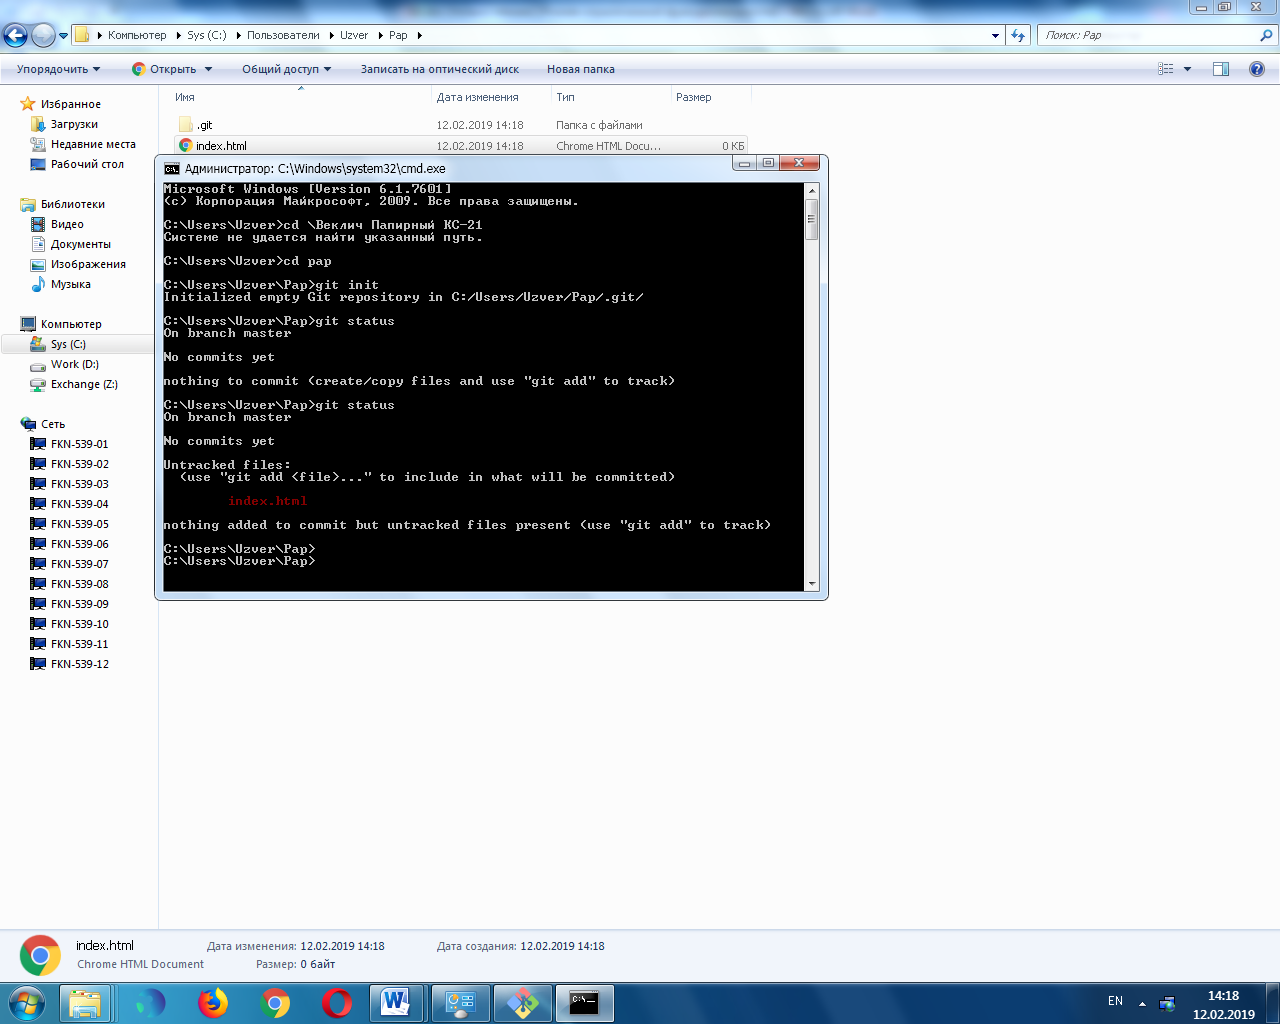 Компьютер Sys (C:) Пользователи Uzver Pap
Поиск: Pap
Упорядочить Открыть Общий доступ Записать на оптический диск Новая папка
Имя Дата изменения Тип Размер
.git 12.02.2019 14:18 Папка с файлами
index.html 12.02.2019 14:18 Chrome HTML Docu... 0 КБ
Избранное
Загрузки
Недавние места
Рабочий стол
Библиотеки
Видео
Документы
Изображения
Музыка
Компьютер
Sys (C:)
Work (D:)
Exchange (Z:)
Сеть
FKN-539-01
FKN-539-02
FKN-539-03
FKN-539-04
FKN-539-05
FKN-539-06
FKN-539-07
FKN-539-08
FKN-539-09
FKN-539-10
FKN-539-11
FKN-539-12
Администратор: C:\Windows\system32\cmd.exe
Microsoft Windows [Version 6.1.7601]
(c) Корпорация Майкрософт, 2009. Все права защищены.
C:\Users\Uzver>cd \Веклич Папирный КС-21
Системе не удается найти указанный путь.
C:\Users\Uzver>cd pap
C:\Users\Uzver\Pap>git init
Initialized empty Git repository in C:/Users/Uzver/Pap/.git/
C:\Users\Uzver\Pap>git status
On branch master
No commits yet
nothing to commit (create/copy files and use "git add" to track)
C:\Users\Uzver\Pap>git status
On branch master
No commits yet
Untracked files:
(use "git add <file>..." to include in what will be committed)
index.html
nothing added to commit but untracked files present (use "git add" to track)
C:\Users\Uzver\Pap>
C:\Users\Uzver\Pap>
index.html Дата изменения: 12.02.2019 14:18 Дата создания: 12.02.2019 14:18
Chrome HTML Document Размер: 0 байт
EN 14:18
12.02.2019